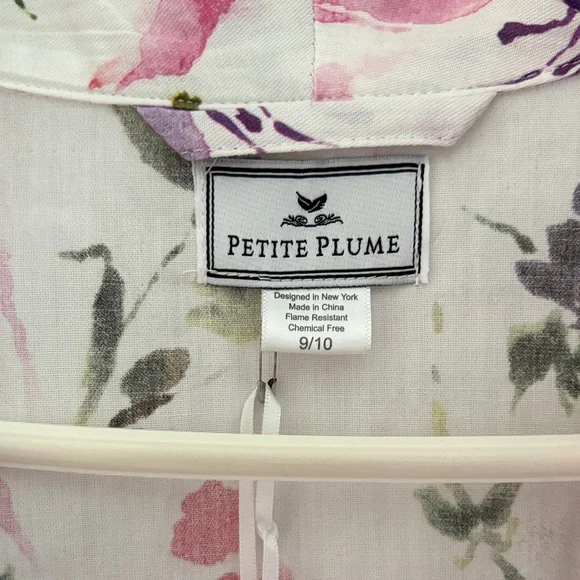 PETITE PLUME
Designed in New York
Made in China
Flame Resistant
Chemical Free
9/10